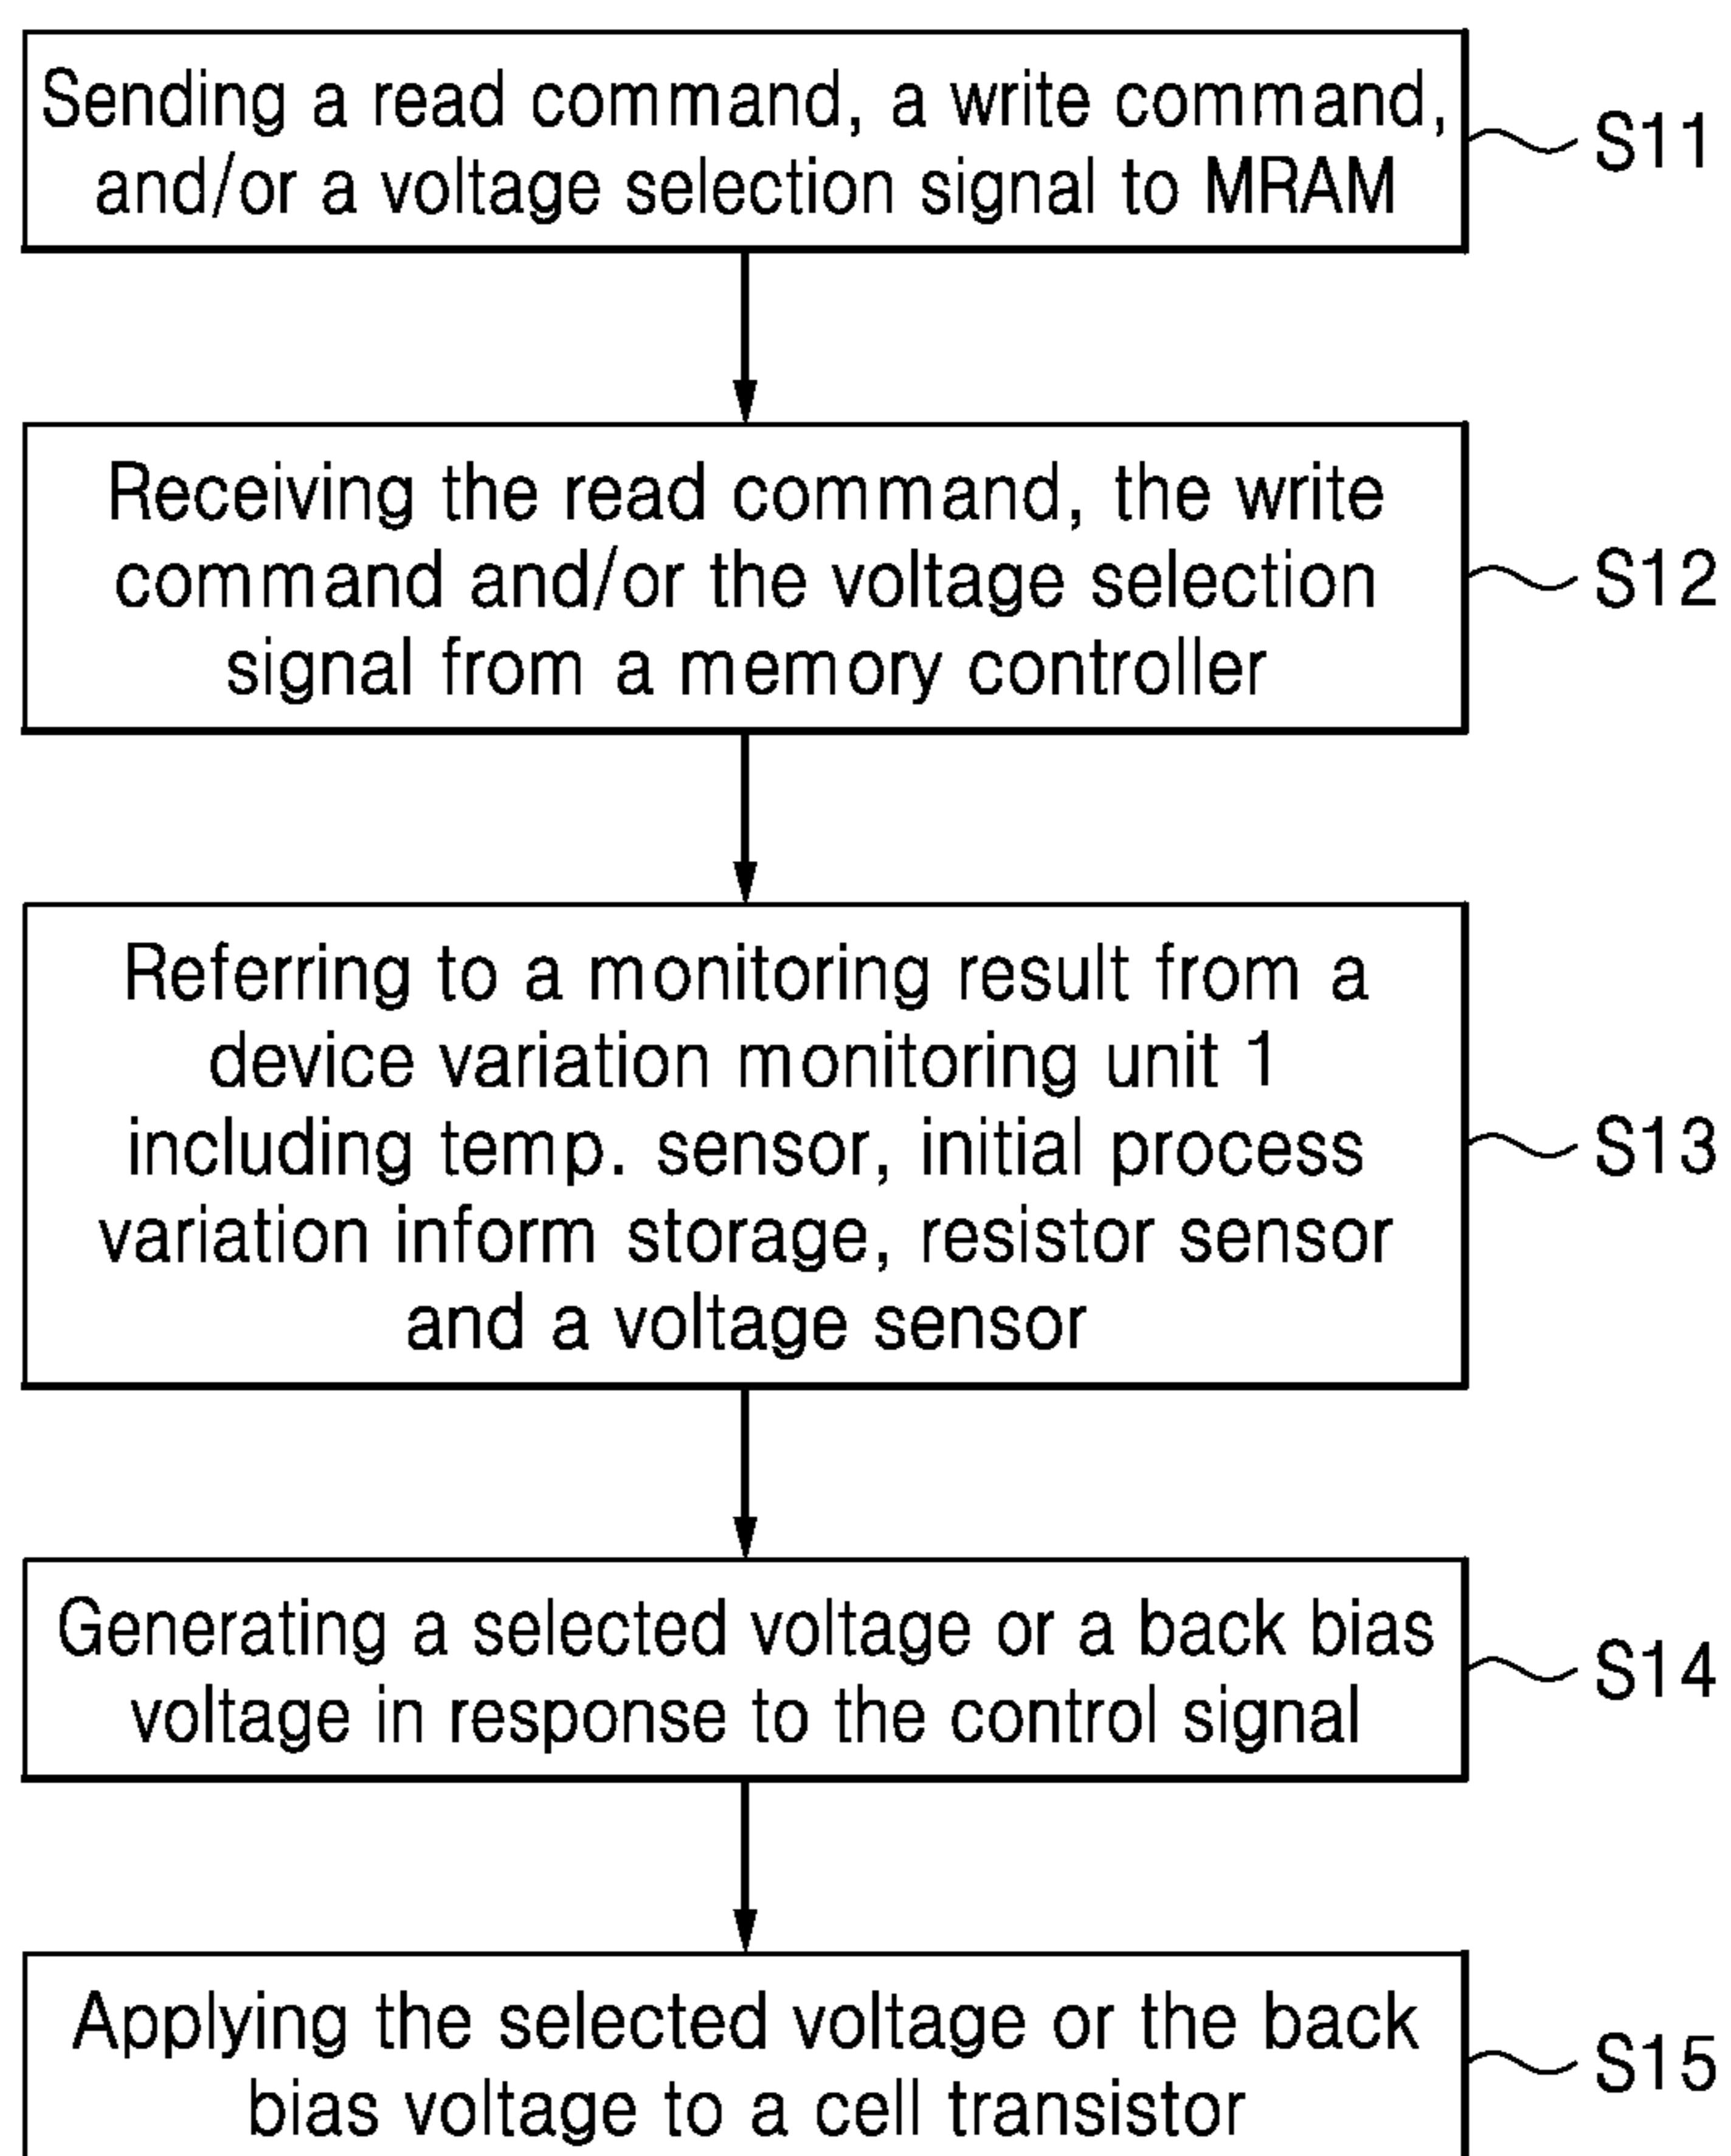 Sending a read command, a write command,
and/or a voltage selection signal to MRAM
S11
Receiving the read command, the write
command and/or the voltage selection
signal from a memory controller
S12
Referring to a monitoring result from a
device variation monitoring unit 1
including temp. sensor, initial process
variation inform storage, resistor sensor
and a voltage sensor
S13
Generating a selected voltage or a back bias
voltage in response to the control signal
S14
Applying the selected voltage or the back
bias voltage to a cell transistor
S15